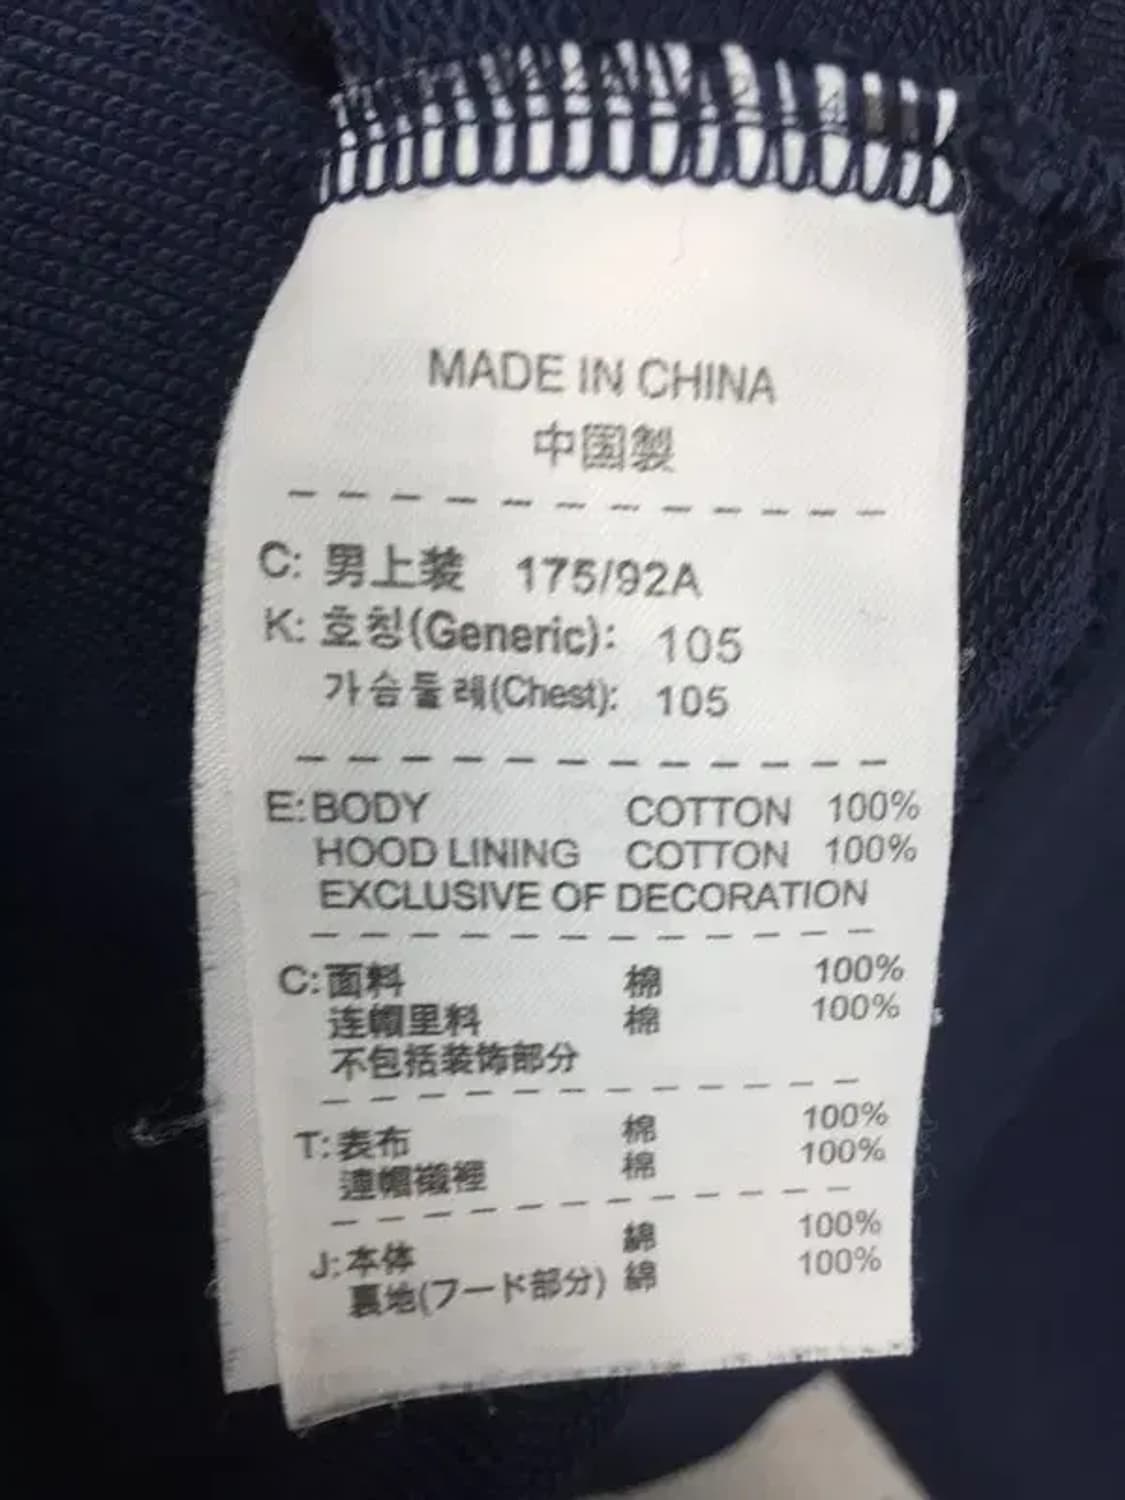 MADE IN CHINA
中国製
C: 男上装 175/92A
K: 호칭(Generic): 105
가슴둘레(Chest): 105
E: BODY COTTON 100%
HOOD LINING COTTON 100%
EXCLUSIVE OF DECORATION
C: 面料 棉 100%
连帽里料 棉 100%
不包括装饰部分
T: 表布 棉 100%
連帽襯裡 棉 100%
J: 本体 綿 100%
裏地(フード部分) 綿 100%